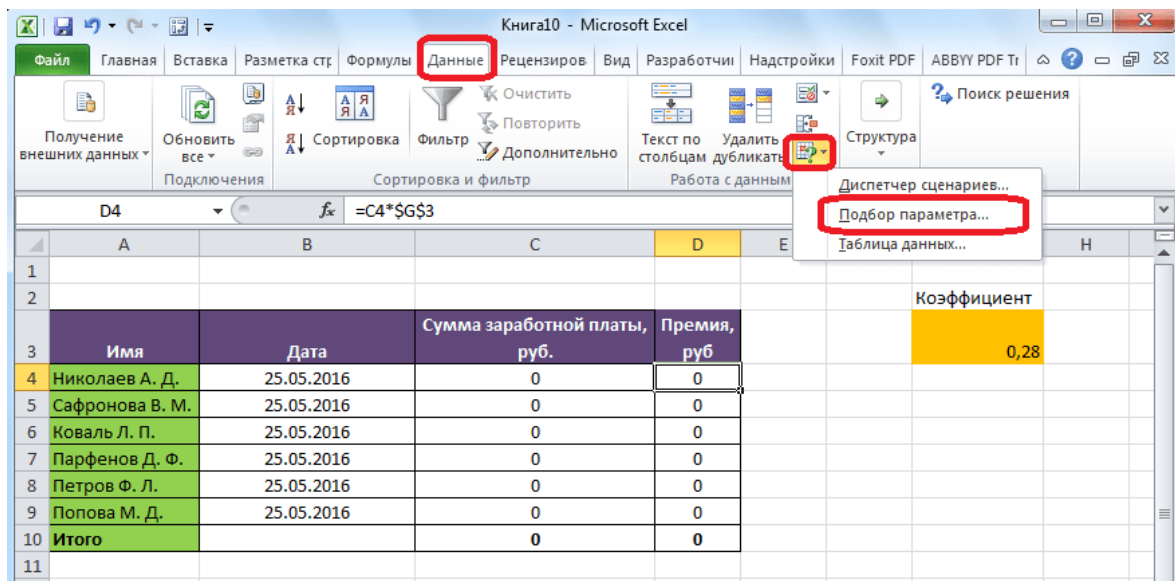 Книга10 - Microsoft Excel
Файл Главная Вставка Разметка стр Формулы Данные Рецензиров Вид Разработчи Надстройки Foxit PDF ABBYY PDF Tr
Получение внешних данных
Обновить все
Подключения
Сортировка
Фильтр
Очистить
Повторить
Дополнительно
Сортировка и фильтр
Текст по столбцам
Удалить дубликаты
Работа с данным
Структура
Поиск решения
Диспетчер сценариев...
Подбор параметра...
Таблица данных...
D4 fx =C4*$G$3
A B C D E H
1
2 Коэффициент
Сумма заработной платы, Премия,
3 Имя Дата руб. руб 0,28
4 Николаев А. Д. 25.05.2016 0 0
5 Сафронова В. М. 25.05.2016 0 0
6 Коваль Л. П. 25.05.2016 0 0
7 Парфенов Д. Ф. 25.05.2016 0 0
8 Петров Ф. Л. 25.05.2016 0 0
9 Попова М. Д. 25.05.2016 0 0
10 Итого 0 0
11